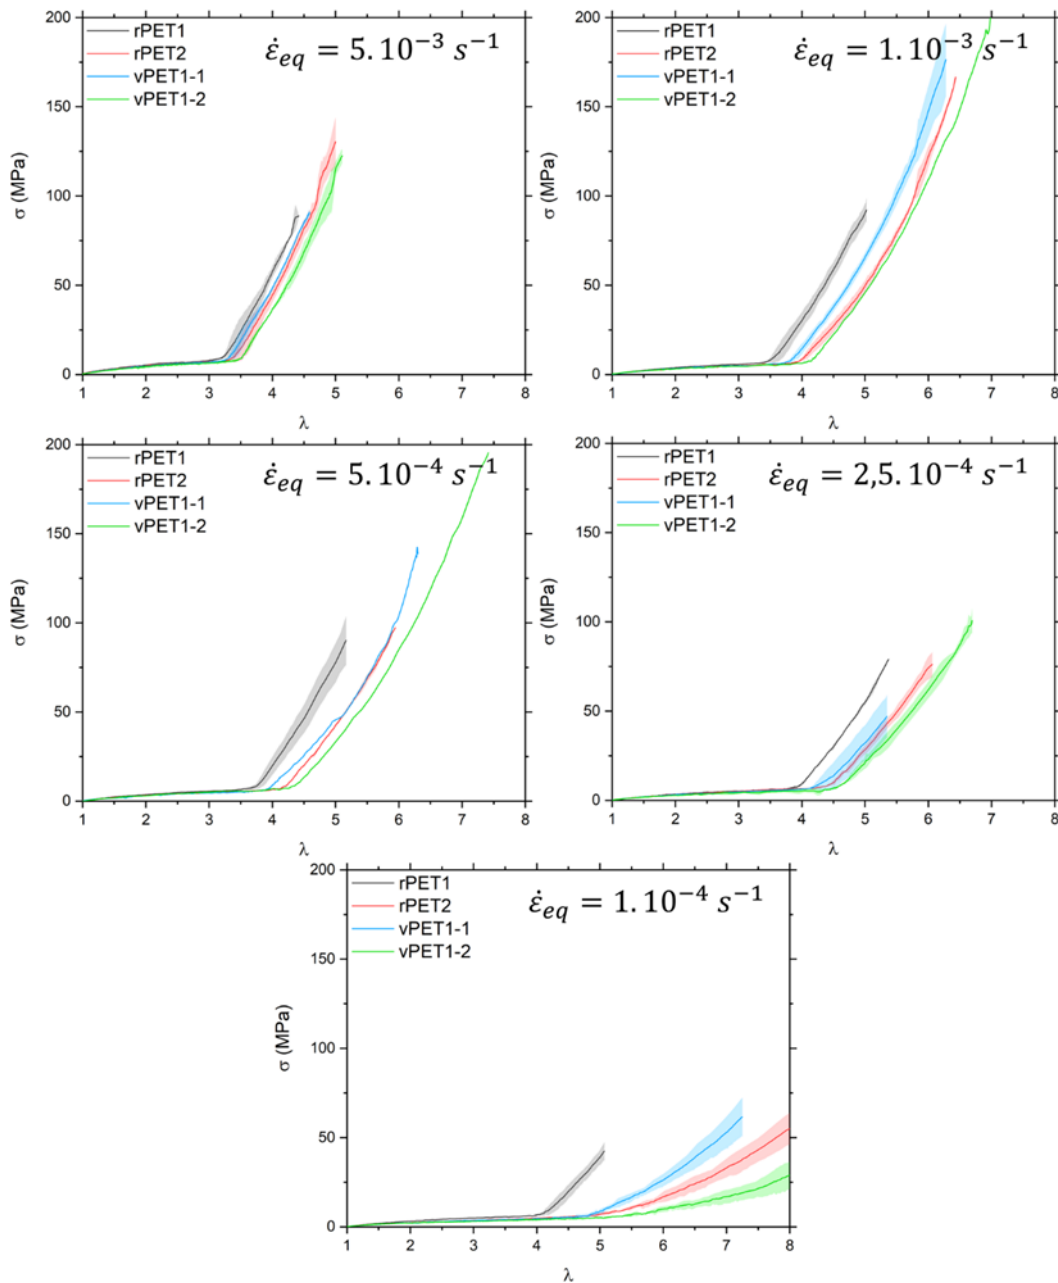 rPET1
rPET2
vPET1-1
vPET1-2
ε̇eq = 5.10⁻³ s⁻¹
200
150
100
50
0
σ (MPa)
1 2 3 4 5 6 7 8
λ
rPET1
rPET2
vPET1-1
vPET1-2
ε̇eq = 1.10⁻³ s⁻¹
200
150
100
50
0
σ (MPa)
1 2 3 4 5 6 7 8
λ
rPET1
rPET2
vPET1-1
vPET1-2
ε̇eq = 5.10⁻⁴ s⁻¹
200
150
100
50
0
σ (MPa)
1 2 3 4 5 6 7 8
λ
rPET1
rPET2
vPET1-1
vPET1-2
ε̇eq = 2,5.10⁻⁴ s⁻¹
200
150
100
50
0
σ (MPa)
1 2 3 4 5 6 7 8
λ
rPET1
rPET2
vPET1-1
vPET1-2
ε̇eq = 1.10⁻⁴ s⁻¹
200
150
100
50
0
σ (MPa)
1 2 3 4 5 6 7 8
λ